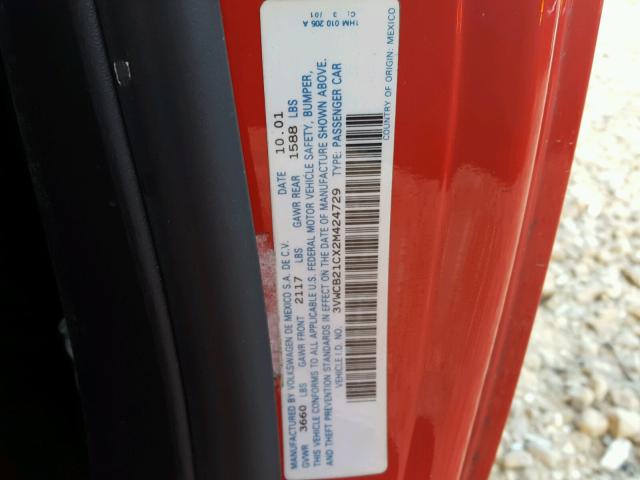 MANUFACTURED BY VOLKSWAGEN DE MEXICO S.A. DE C.V. DATE 10.01
GVWR 3660 LBS GAWR FRONT 2117 LBS GAWR REAR 1588 LBS
THIS VEHICLE CONFORMS TO ALL APPLICABLE U.S. FEDERAL MOTOR VEHICLE SAFETY, BUMPER,
AND THEFT PREVENTION STANDARDS IN EFFECT ON THE DATE OF MANUFACTURE SHOWN ABOVE.
VEHICLE I.D. NO. 3VWCB21CX2M424729 TYPE: PASSENGER CAR
COUNTRY OF ORIGIN: MEXICO
1HM 010 205 A
C: 3 /01